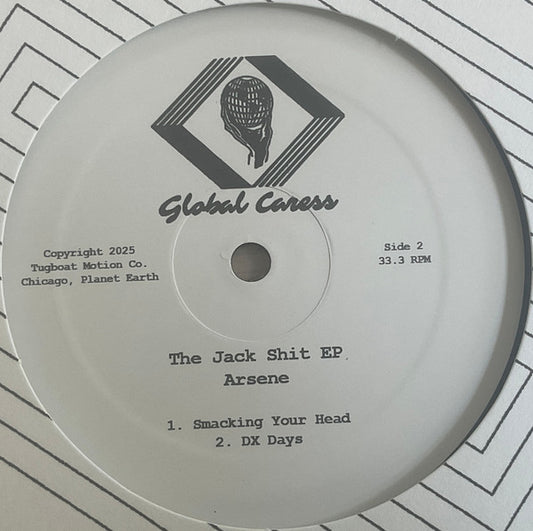 Global Caress
Copyright 2025
Tugboat Motion Co.
Chicago, Planet Earth
Side 2
33.3 RPM
The Jack Shit EP
Arsene
1. Smacking Your Head
2. DX Days